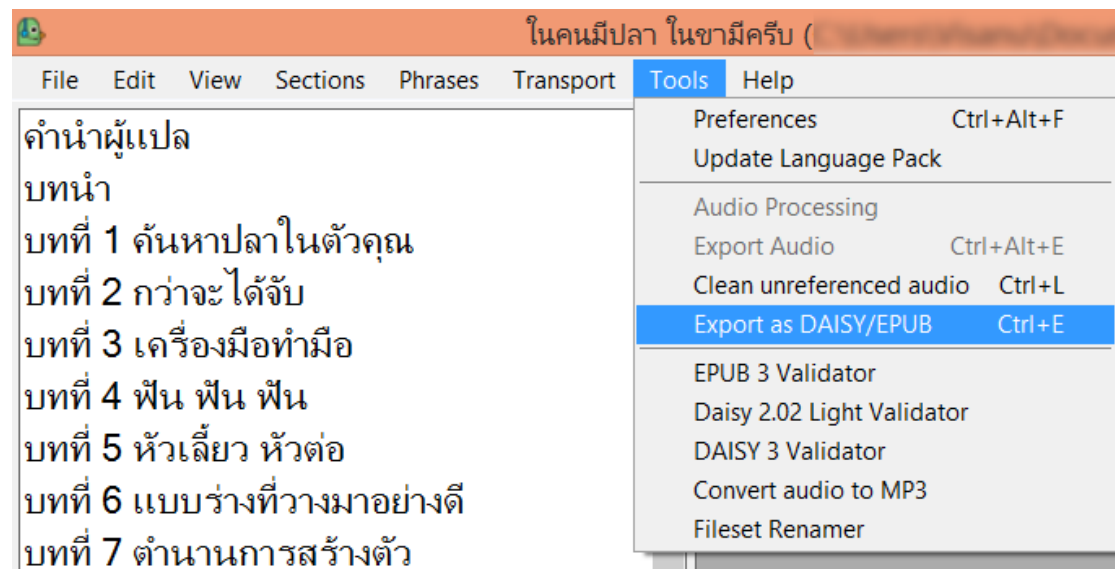 ในคนมีปลา ในขามีครีบ (
File Edit View Sections Phrases Transport Tools Help
คำนำผู้แปล
บทนำ
บทที่ 1 ค้นหาปลาในตัวคุณ
บทที่ 2 กว่าจะได้จับ
บทที่ 3 เครื่องมือทำมือ
บทที่ 4 ฟัน ฟัน ฟัน
บทที่ 5 หัวเลี้ยว หัวต่อ
บทที่ 6 แบบร่างที่วางมาอย่างดี
บทที่ 7 ตำนานการสร้างตัว
Preferences Ctrl+Alt+F
Update Language Pack
Audio Processing
Export Audio Ctrl+Alt+E
Clean unreferenced audio Ctrl+L
Export as DAISY/EPUB Ctrl+E
EPUB 3 Validator
Daisy 2.02 Light Validator
DAISY 3 Validator
Convert audio to MP3
Fileset Renamer